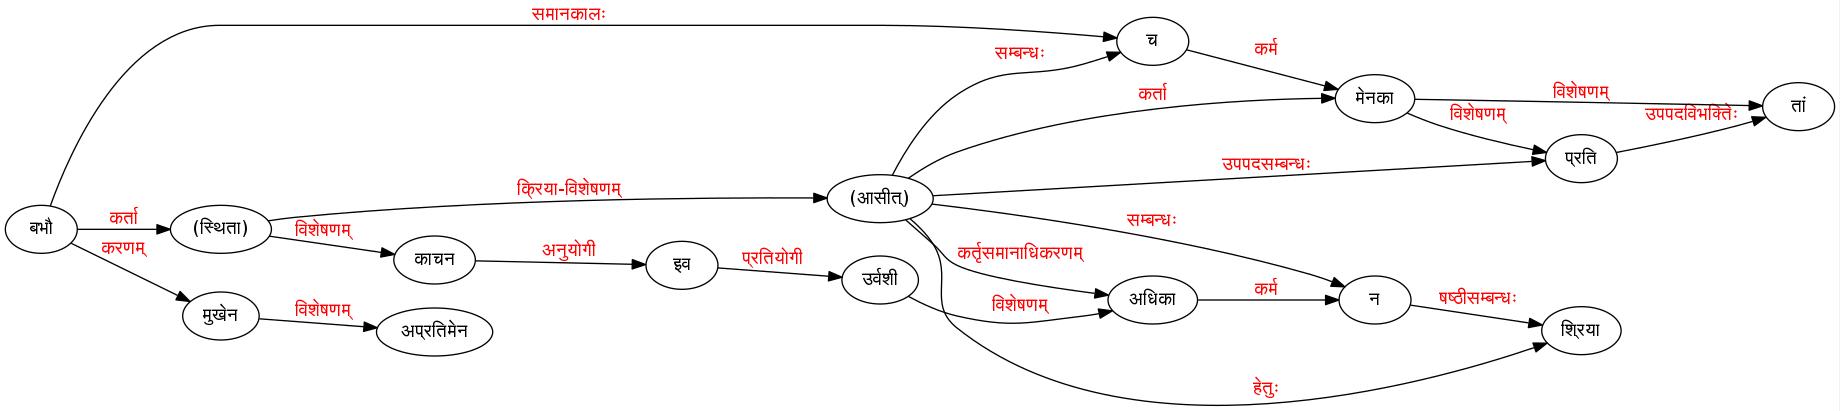 समानकालः
च
सम्बन्धः
कर्म
कर्ता
मेनका
विशेषणम्
तां
विशेषणम्
उपपदविभक्तिः
प्रति
उपपदसम्बन्धः
क्रिया-विशेषणम्
(आसीत्)
बभौ
कर्ता
(स्थिता)
सम्बन्धः
करणम्
विशेषणम्
काचन
अनुयोगी
इव
प्रतियोगी
उर्वशी
कर्तृसमानाधिकरणम्
विशेषणम्
अधिका
कर्म
न
षष्ठीसम्बन्धः
श्रिया
मुखेन
विशेषणम्
अप्रतिमेन
हेतुः